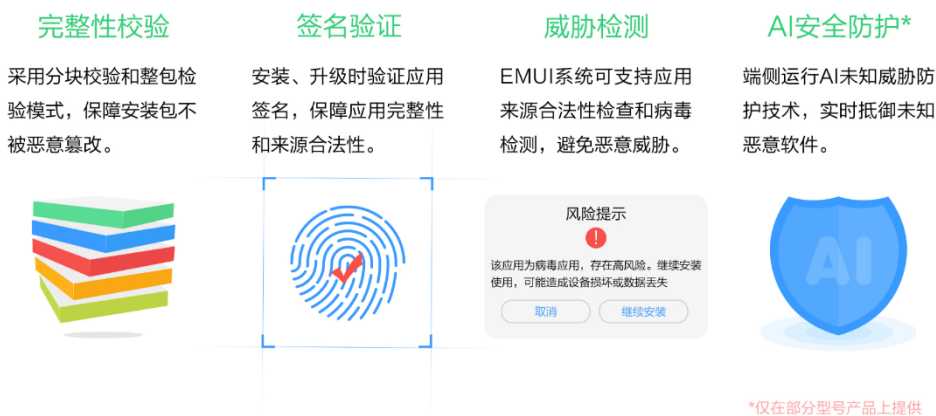 完整性校验
采用分块校验和整包检
验模式，保障安装包不
被恶意篡改。
签名验证
安装、升级时验证应用
签名，保障应用完整性
和来源合法性。
威胁检测
EMUI系统可支持应用
来源合法性检查和病毒
检测，避免恶意威胁。
风险提示
该应用为病毒应用，存在高风险。继续安装
使用，可能造成设备损坏或数据丢失
取消
继续安装
AI安全防护*
端侧运行AI未知威胁防
护技术，实时抵御未知
恶意软件。
AI
*仅在部分型号产品上提供